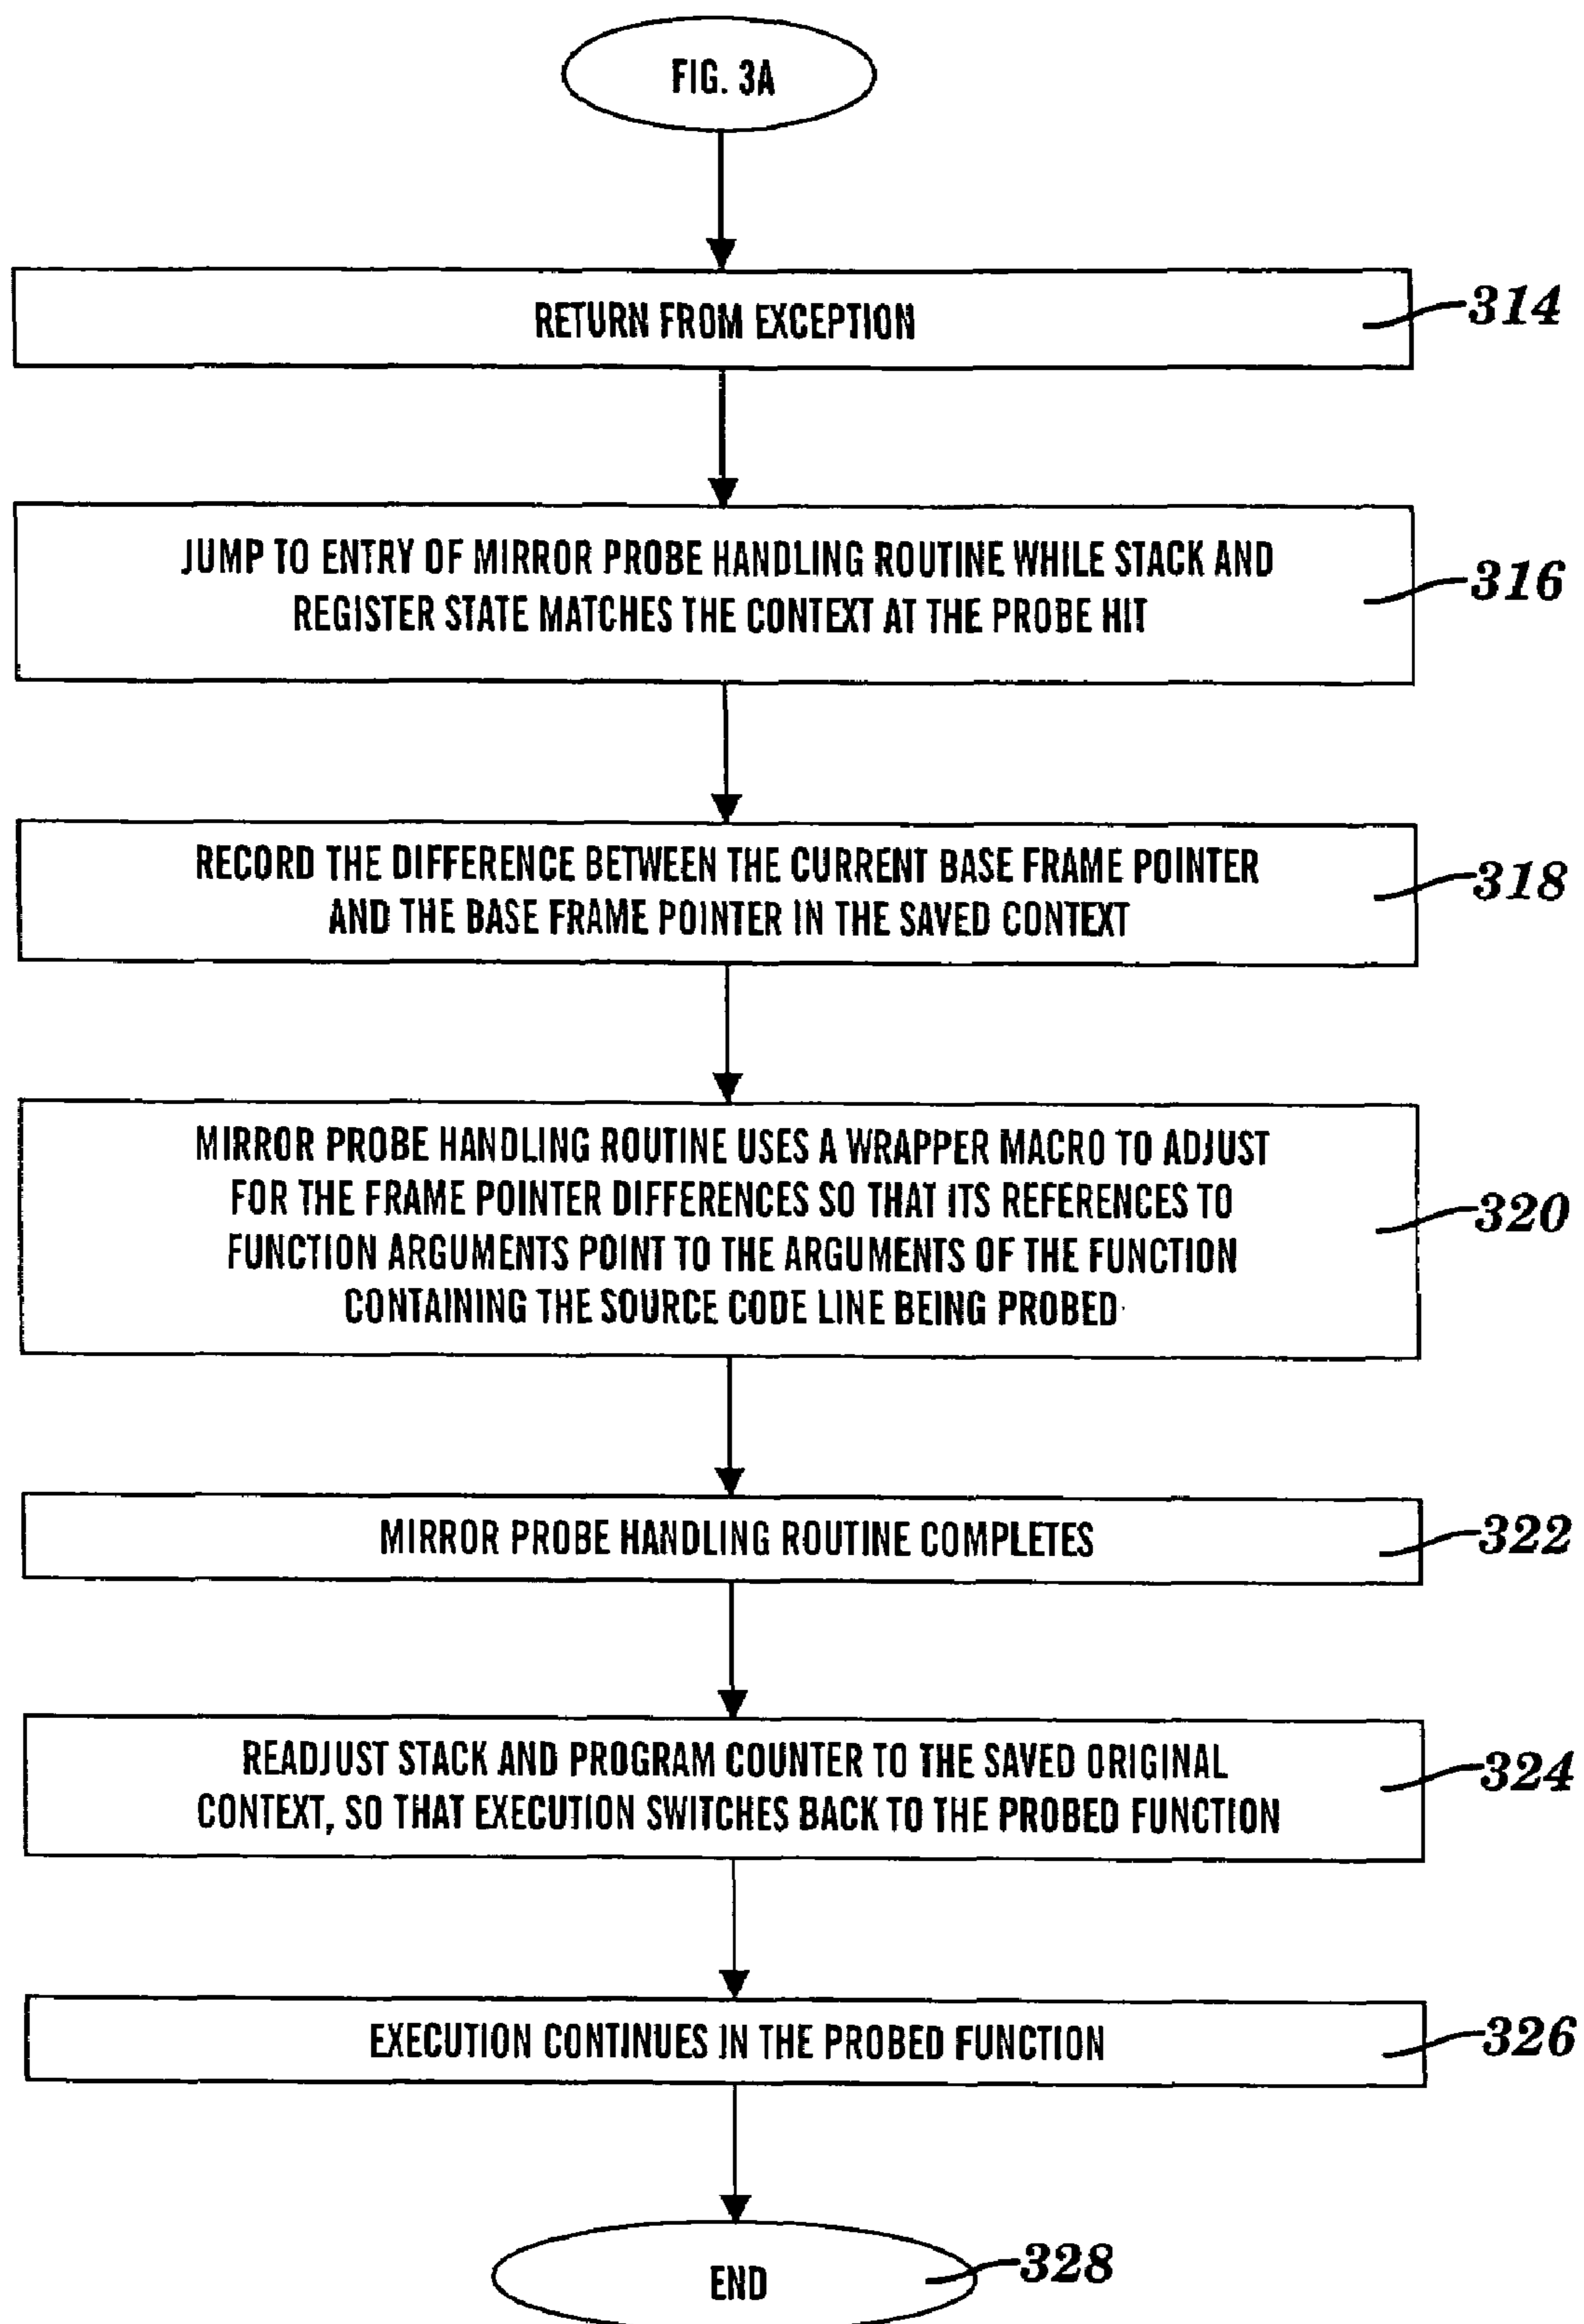 FIG. 3A
RETURN FROM EXCEPTION
314
JUMP TO ENTRY OF MIRROR PROBE HANDLING ROUTINE WHILE STACK AND
REGISTER STATE MATCHES THE CONTEXT AT THE PROBE HIT
316
RECORD THE DIFFERENCE BETWEEN THE CURRENT BASE FRAME POINTER
AND THE BASE FRAME POINTER IN THE SAVED CONTEXT
318
MIRROR PROBE HANDLING ROUTINE USES A WRAPPER MACRO TO ADJUST
FOR THE FRAME POINTER DIFFERENCES SO THAT ITS REFERENCES TO
FUNCTION ARGUMENTS POINT TO THE ARGUMENTS OF THE FUNCTION
CONTAINING THE SOURCE CODE LINE BEING PROBED
320
MIRROR PROBE HANDLING ROUTINE COMPLETES
322
READJUST STACK AND PROGRAM COUNTER TO THE SAVED ORIGINAL
CONTEXT, SO THAT EXECUTION SWITCHES BACK TO THE PROBED FUNCTION
324
EXECUTION CONTINUES IN THE PROBED FUNCTION
326
END
328